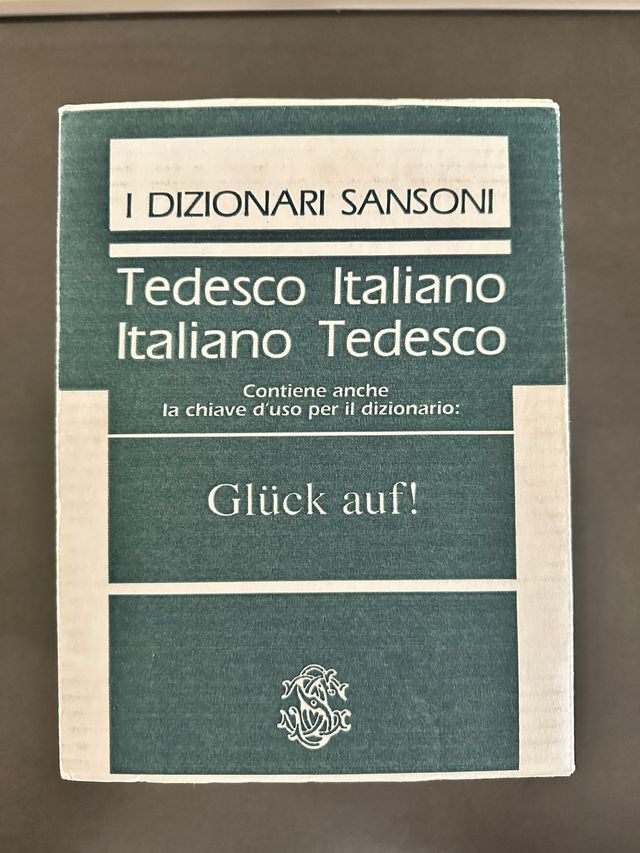 I DIZIONARI SANSONI
Tedesco Italiano
Italiano Tedesco
Contiene anche
la chiave d'uso per il dizionario:
Glück auf!